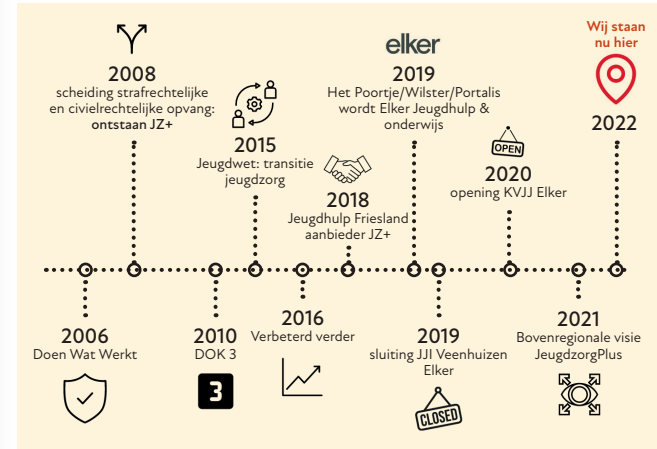 Wij staan
nu hier
elker
2008
scheiding strafrechtelijke
en civielrechtelijke opvang:
ontstaan JZ+
2019
Het Poortje/Wilster/Portalis
wordt Elker Jeugdhulp &
onderwijs
2022
2015
Jeugdwet: transitie
jeugdzorg
OPEN
2020
opening KVJJ Elker
2018
Jeugdhulp Friesland
aanbieder JZ+
2006
Doen Wat Werkt
2010
DOK 3
3
2016
Verbeterd verder
2019
sluiting JJI Veenhuizen
Elker
CLOSED
2021
Bovenregionale visie
JeugdzorgPlus